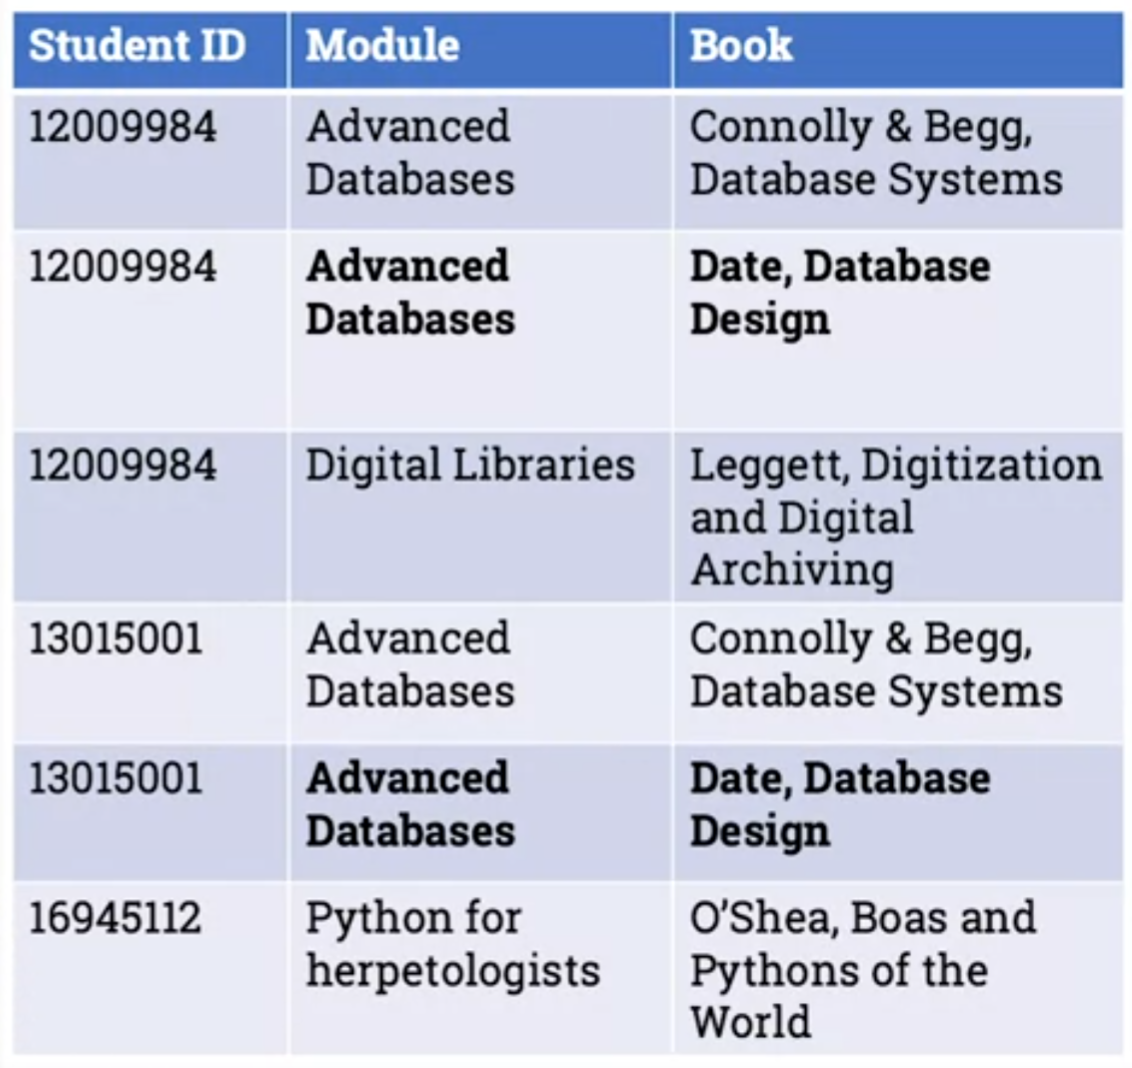 Student ID Module Book
12009984 Advanced Connolly & Begg,
Databases Database Systems
12009984 Advanced Date, Database
Databases Design
12009984 Digital Libraries Leggett, Digitization
and Digital
Archiving
13015001 Advanced Connolly & Begg,
Databases Database Systems
13015001 Advanced Date, Database
Databases Design
16945112 Python for O’Shea, Boas and
herpetologists Pythons of the
World